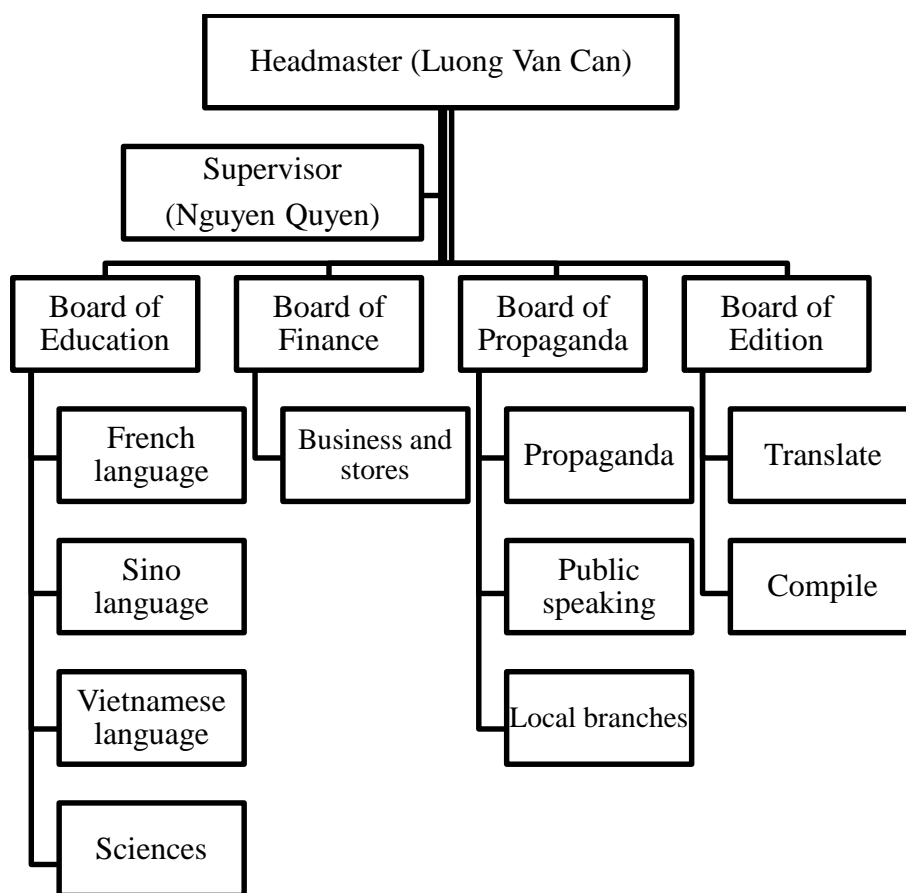 Headmaster (Luong Van Can)
Supervisor
(Nguyen Quyen)
Board of
Education
Board of
Finance
Board of
Propaganda
Board of
Edition
French
language
Business and
stores
Propaganda
Translate
Sino
language
Public
speaking
Compile
Vietnamese
language
Local branches
Sciences